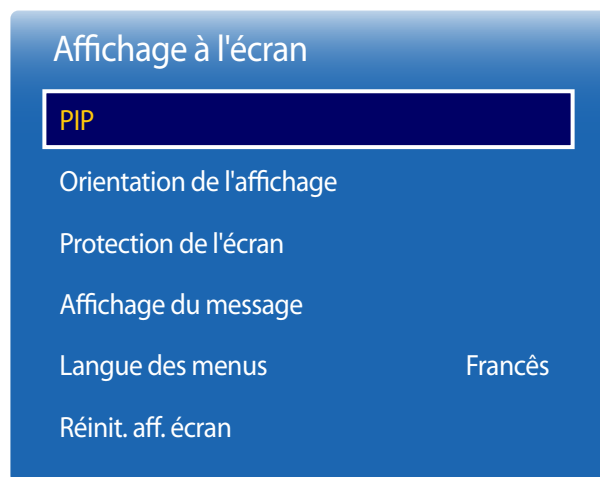 Affichage à l'écran
PIP
Orientation de l'affichage
Protection de l'écran
Affichage du message
Langue des menus Francês
Réinit. aff. écran